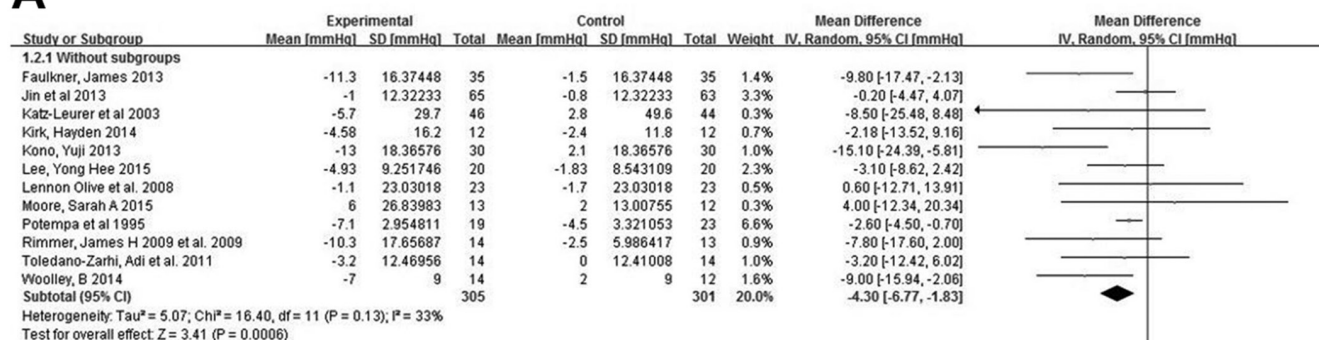 A
Experimental Control Mean Difference Mean Difference
Study or Subgroup Mean [mmHg] SD [mmHg] Total Mean [mmHg] SD [mmHg] Total Weight IV, Random, 95% CI [mmHg] IV, Random, 95% CI [mmHg]
1.2.1 Without subgroups
Faulkner, James 2013 -11.3 16.37448 35 -1.5 16.37448 35 1.4% -9.80 [-17.47, -2.13]
Jin et al 2013 -1 12.32233 65 -0.8 12.32233 63 3.3% -0.20 [-4.47, 4.07]
Katz-Leurer et al 2003 -5.7 29.7 46 2.8 49.6 44 0.3% -8.50 [-25.48, 8.48]
Kirk, Hayden 2014 -4.58 16.2 12 -2.4 11.8 12 0.7% -2.18 [-13.52, 9.16]
Kono, Yuji 2013 -13 18.36576 30 2.1 18.36576 30 1.0% -15.10 [-24.39, -5.81]
Lee, Yong Hee 2015 -4.93 9.251746 20 -1.83 8.543109 20 2.3% -3.10 [-8.62, 2.42]
Lennon Olive et al. 2008 -1.1 23.03018 23 -1.7 23.03018 23 0.5% 0.60 [-12.71, 13.91]
Moore, Sarah A 2015 6 26.83983 13 2 13.00755 12 0.3% 4.00 [-12.34, 20.34]
Potempa et al 1995 -7.1 2.954811 19 -4.5 3.321053 23 6.6% -2.60 [-4.50, -0.70]
Rimmer, James H 2009 et al. 2009 -10.3 17.65687 14 -2.5 5.986417 13 0.9% -7.80 [-17.60, 2.00]
Toledano-Zarhi, Adi et al. 2011 -3.2 12.46956 14 0 12.41008 14 1.0% -3.20 [-12.42, 6.02]
Woolley, B 2014 -7 9 14 2 9 12 1.6% -9.00 [-15.94, -2.06]
Subtotal (95% CI) 305 301 20.0% -4.30 [-6.77, -1.83]
Heterogeneity: Tau² = 5.07; Chi² = 16.40, df = 11 (P = 0.13); I² = 33%
Test for overall effect: Z = 3.41 (P = 0.0006)